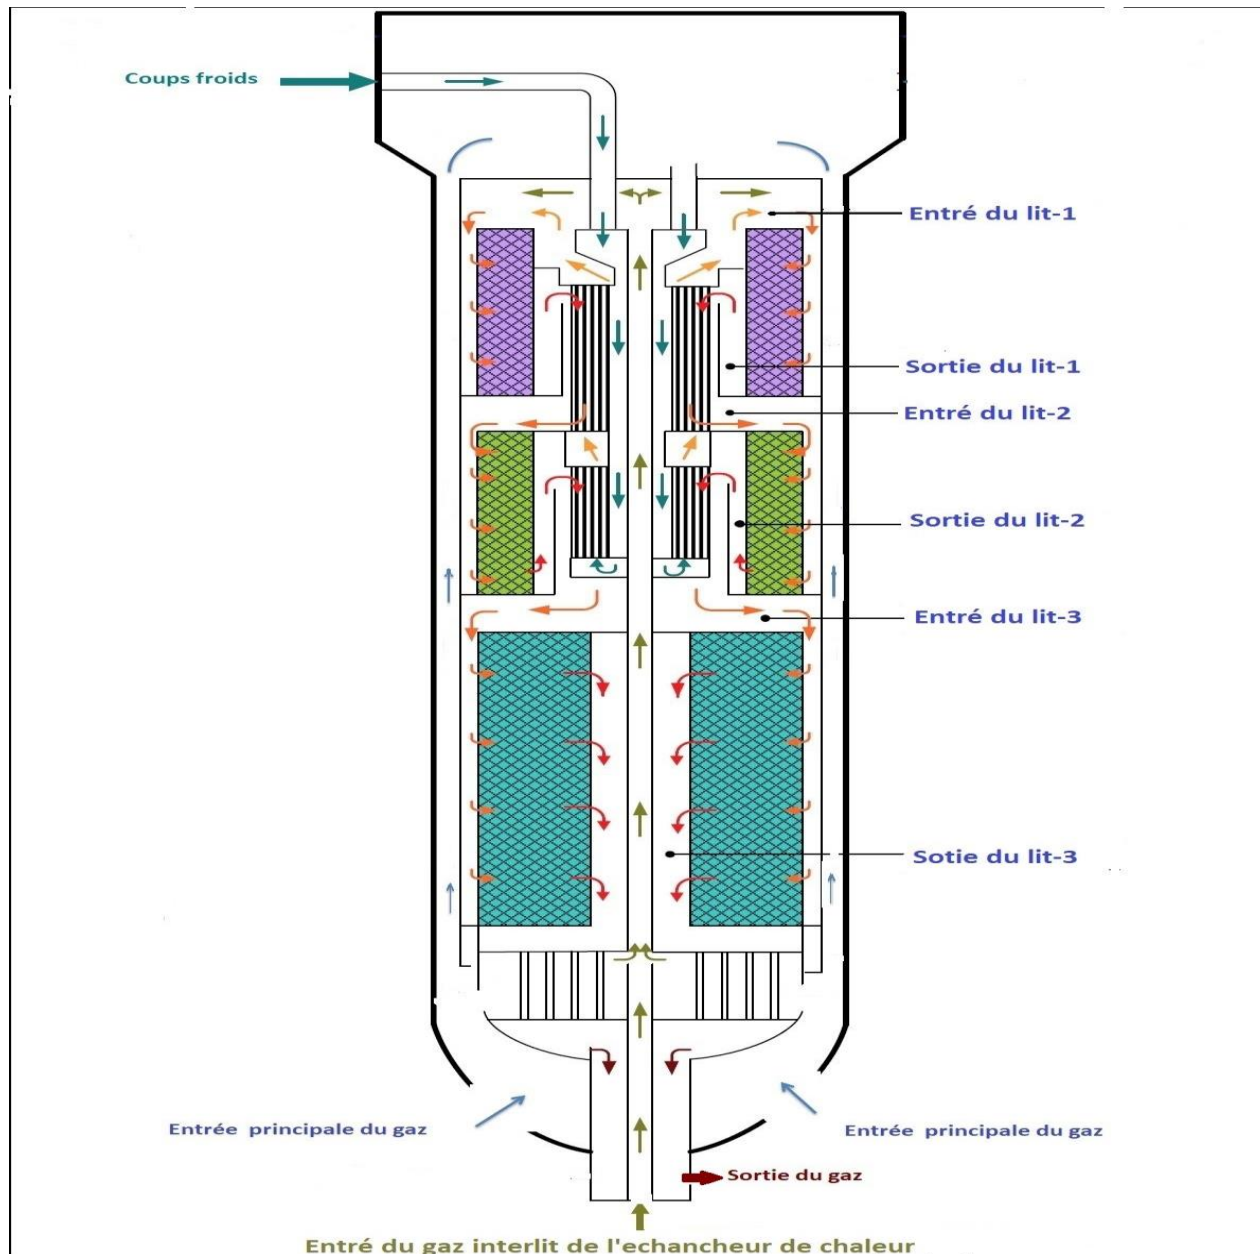 Coups froids
Entré du lit-1
Sortie du lit-1
Entré du lit-2
Sortie du lit-2
Entré du lit-3
Sotie du lit-3
Entrée principale du gaz
Entrée principale du gaz
Sortie du gaz
Entré du gaz interlit de l'echancheur de chaleur